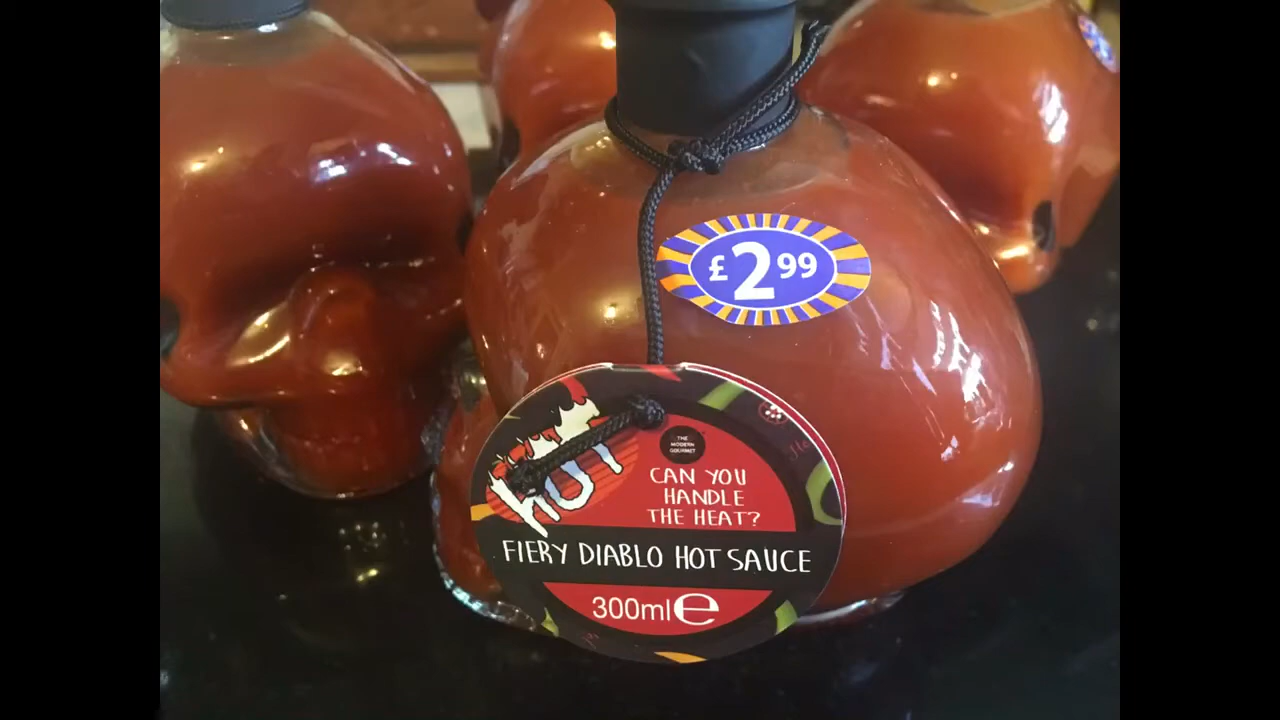 £2 99
HOT
THE
MODERN
GOURMET
CAN YOU
HANDLE
THE HEAT?
FIERY DIABLO HOT SAUCE
300ml e